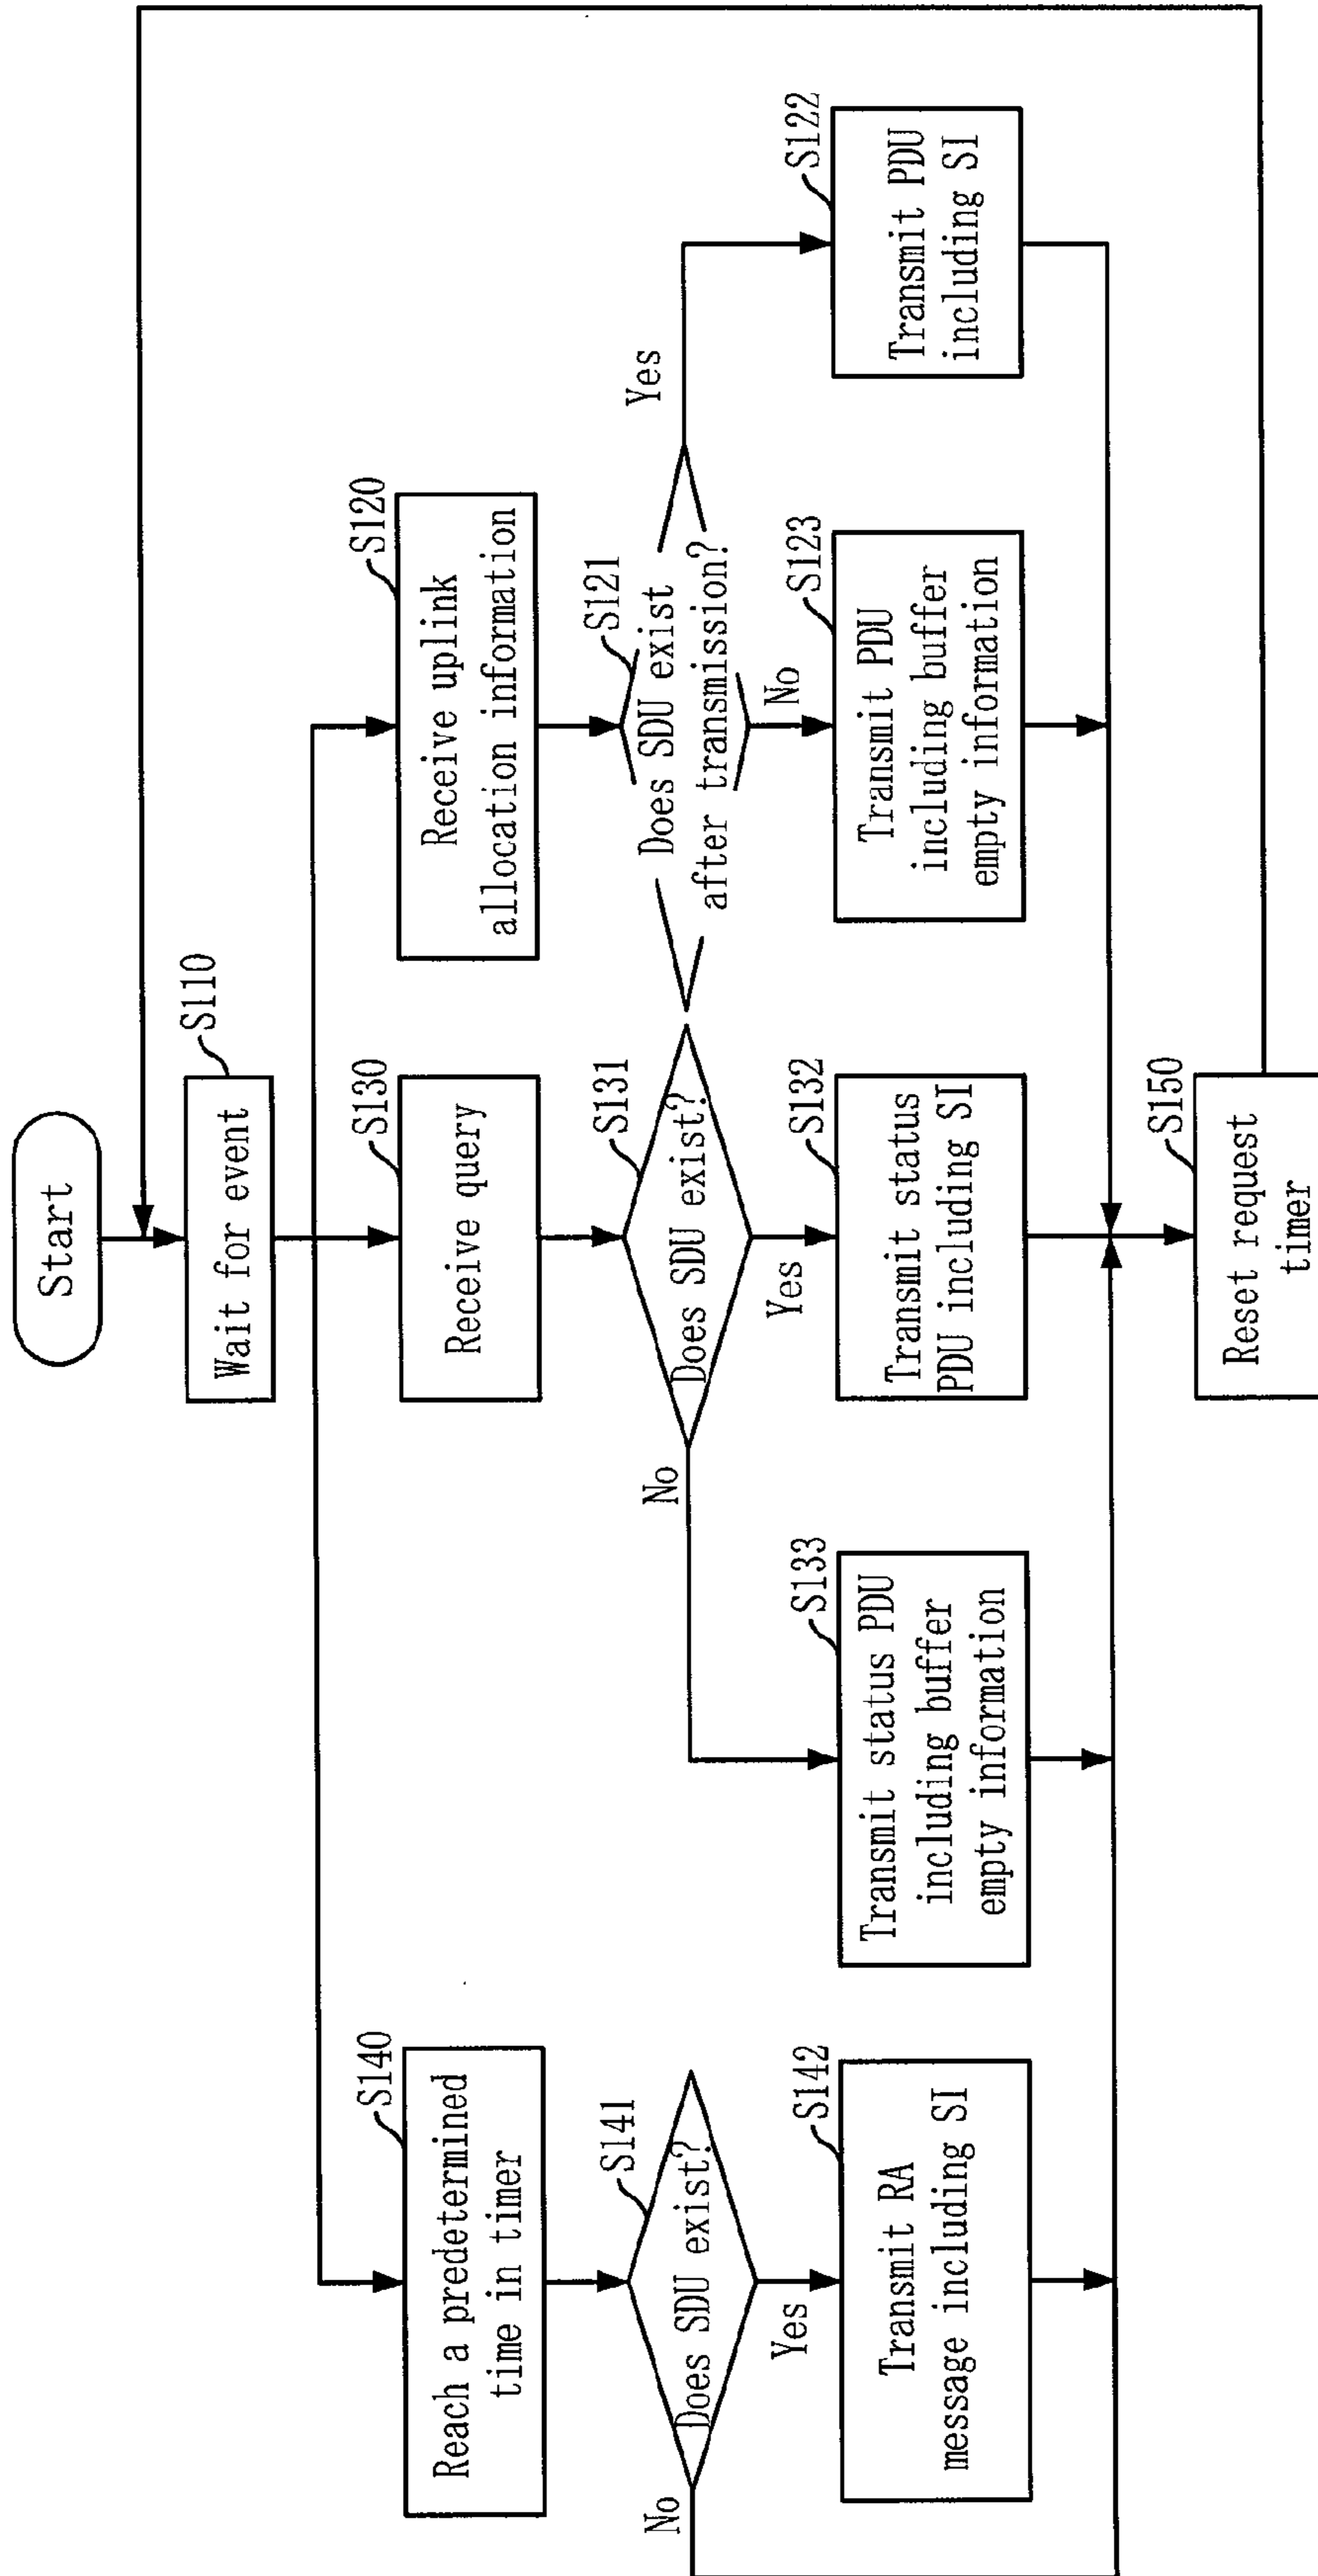 Start
S110
Wait for event
S140
Reach a predetermined
time in timer
S130
Receive query
S120
Receive uplink
allocation information
S141
Does SDU exist?
No
Yes
S131
Does SDU exist?
No
Yes
S121
Does SDU exist
after transmission?
Yes
No
S142
Transmit RA
message including SI
S133
Transmit status PDU
including buffer
empty information
S132
Transmit status
PDU including SI
S123
Transmit PDU
including buffer
empty information
S122
Transmit PDU
including SI
S150
Reset request
timer